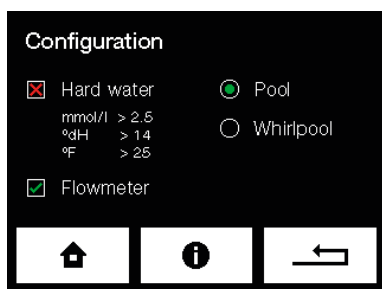 Configuration
Hard water
mmol/l > 2.5
°dH > 14
°F > 25
Flowmeter
Pool
Whirlpool